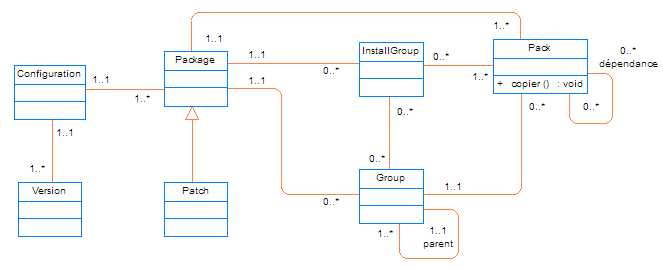 1..*
1..1
Package
1..1
0..*
InstallGroup
0..*
1..*
Pack
+ copier () : void
0..*
dépendance
0..*
0..*
Configuration
1..1
1..*
1..1
1..1
1..*
Version
Patch
0..*
0..*
0..*
Group
1..1
1..*
1..1
parent